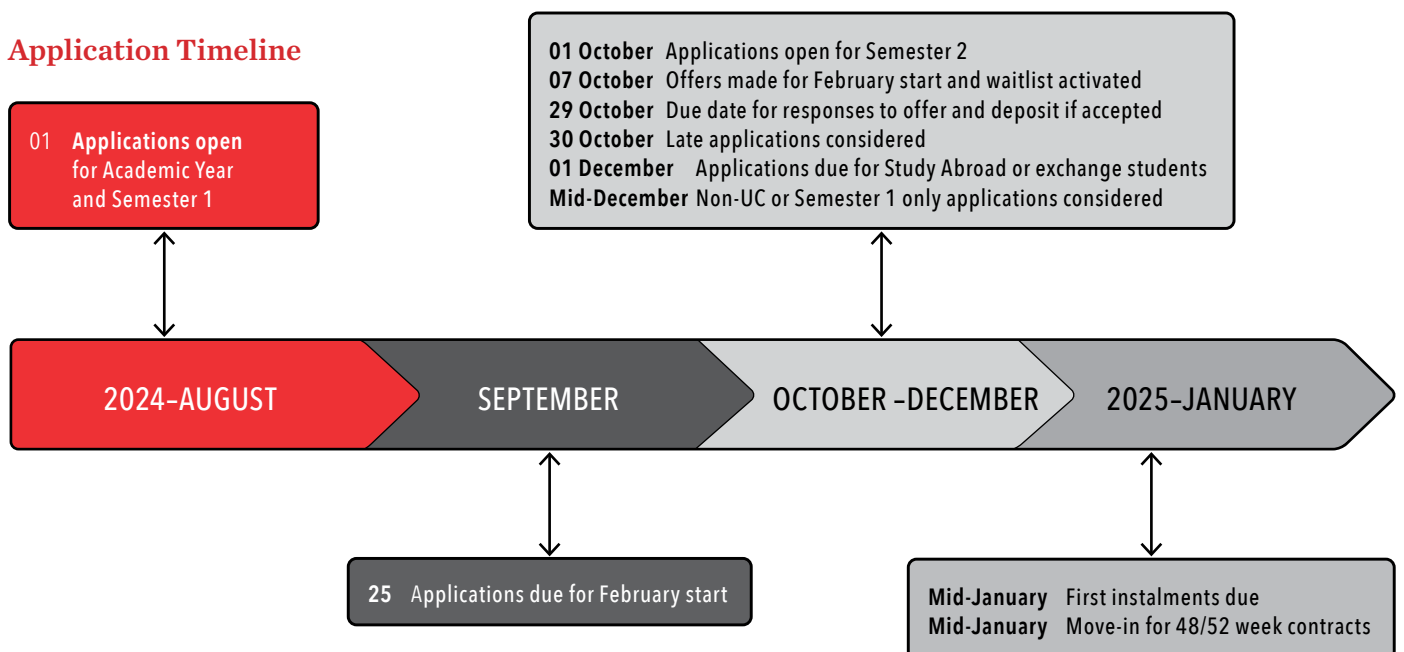 Application Timeline
01 Applications open
for Academic Year
and Semester 1
01 October Applications open for Semester 2
07 October Offers made for February start and waitlist activated
29 October Due date for responses to offer and deposit if accepted
30 October Late applications considered
01 December Applications due for Study Abroad or exchange students
Mid-December Non-UC or Semester 1 only applications considered
2024–AUGUST
SEPTEMBER
OCTOBER –DECEMBER
2025–JANUARY
25 Applications due for February start
Mid-January First instalments due
Mid-January Move-in for 48/52 week contracts